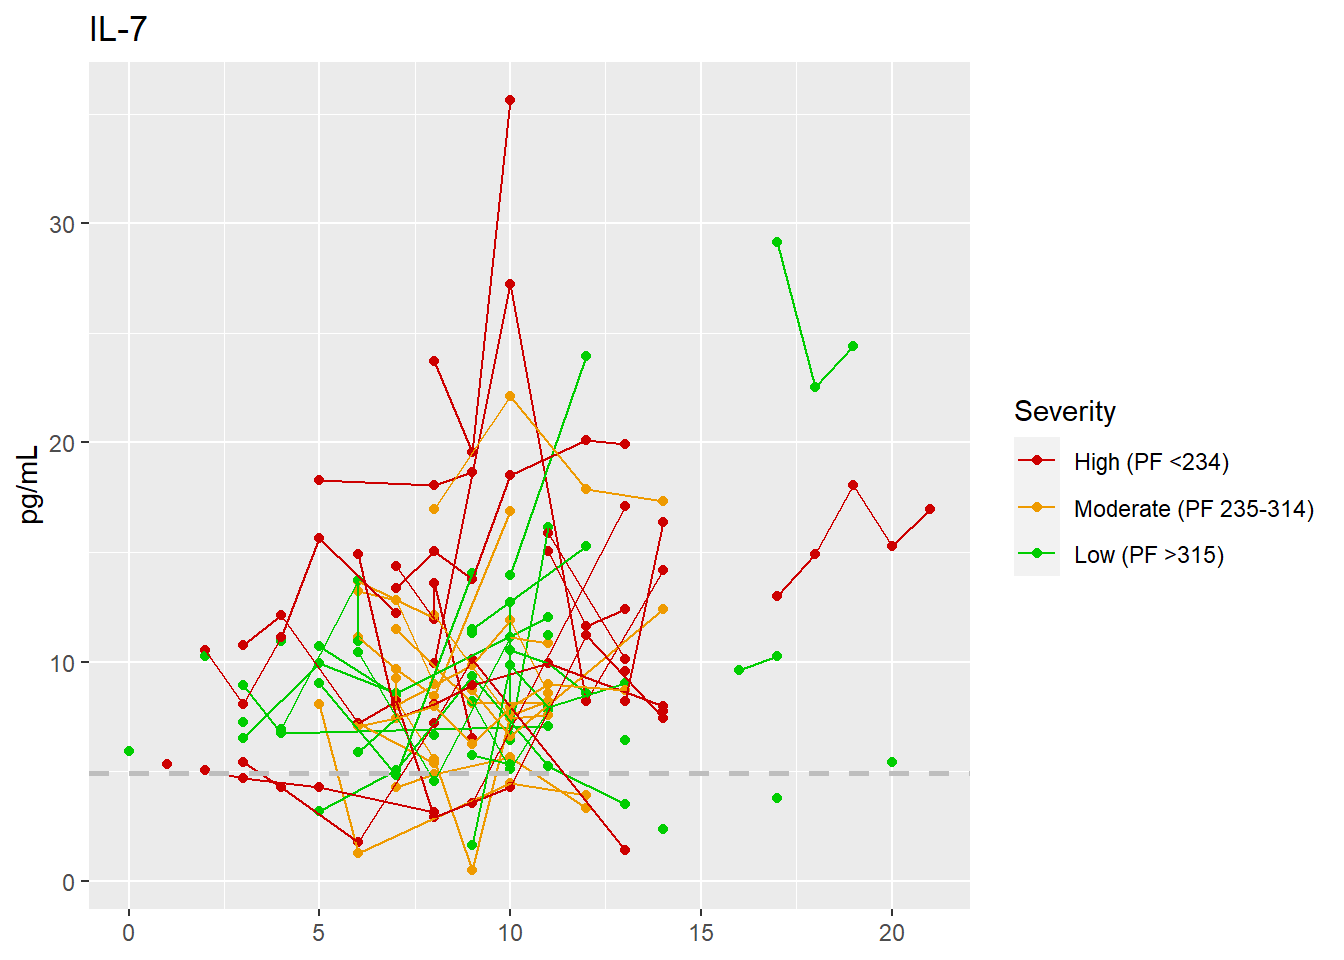 IL-7
pg/mL
30
20
10
0
0 5 10 15 20
Severity
High (PF <234)
Moderate (PF 235-314)
Low (PF >315)